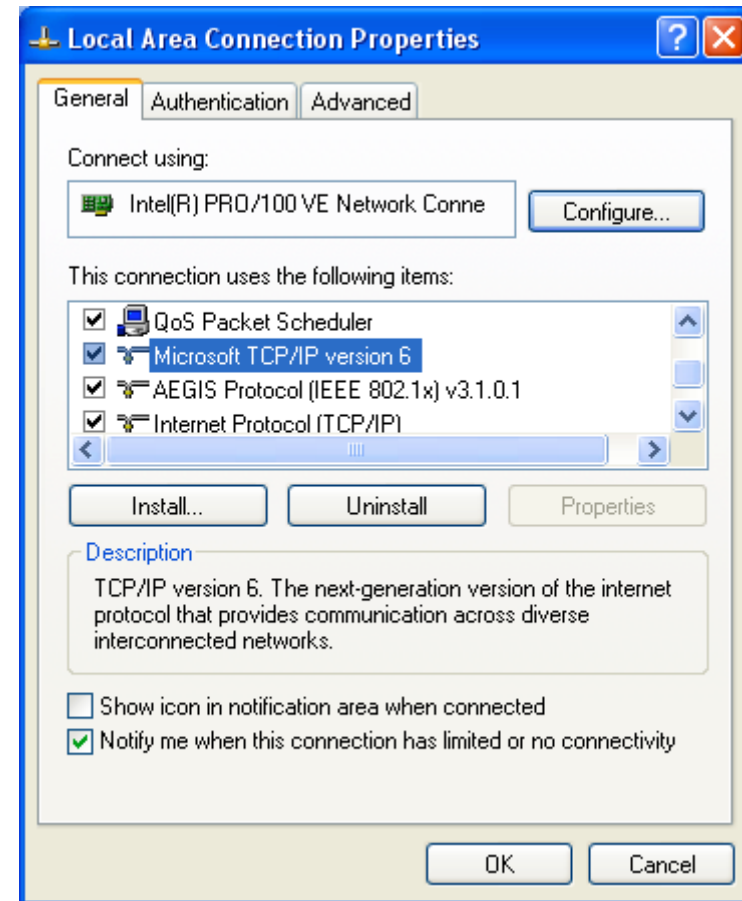 Local Area Connection Properties
General Authentication Advanced
Connect using:
Intel(R) PRO/100 VE Network Conne
Configure...
This connection uses the following items:
QoS Packet Scheduler
Microsoft TCP/IP version 6
AEGIS Protocol (IEEE 802.1x) v3.1.0.1
Internet Protocol (TCP/IP)
Install... Uninstall Properties
Description
TCP/IP version 6. The next-generation version of the internet
protocol that provides communication across diverse
interconnected networks.
Show icon in notification area when connected
Notify me when this connection has limited or no connectivity
OK Cancel